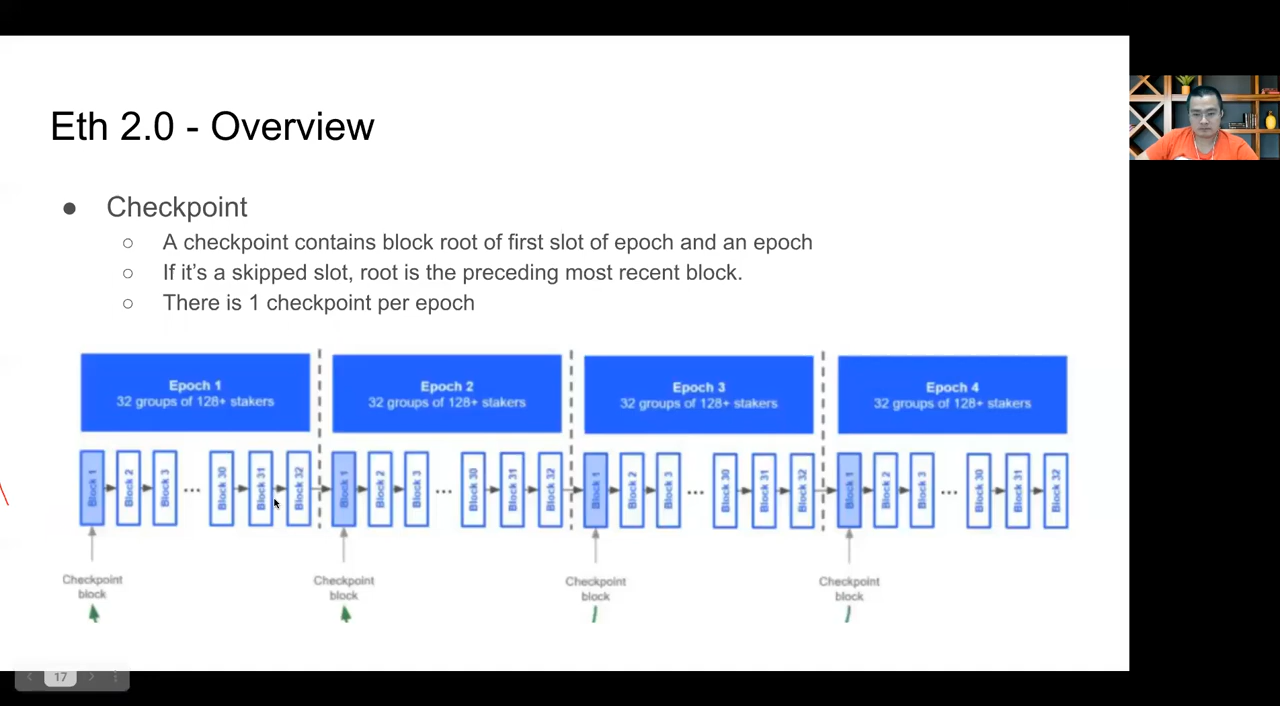 Eth 2.0 - Overview
● Checkpoint
○ A checkpoint contains block root of first slot of epoch and an epoch
○ If it's a skipped slot, root is the preceding most recent block.
○ There is 1 checkpoint per epoch
Epoch 1
32 groups of 128+ stakers
Epoch 2
32 groups of 128+ stakers
Epoch 3
32 groups of 128+ stakers
Epoch 4
32 groups of 128+ stakers
Block 1
Block 2
Block 3
...
Block 30
Block 31
Block 32
Block 1
Block 2
Block 3
...
Block 30
Block 31
Block 32
Block 1
Block 2
Block 3
...
Block 30
Block 31
Block 32
Block 1
Block 2
Block 3
...
Block 30
Block 31
Block 32
Checkpoint
block
Checkpoint
block
Checkpoint
block
Checkpoint
block
17